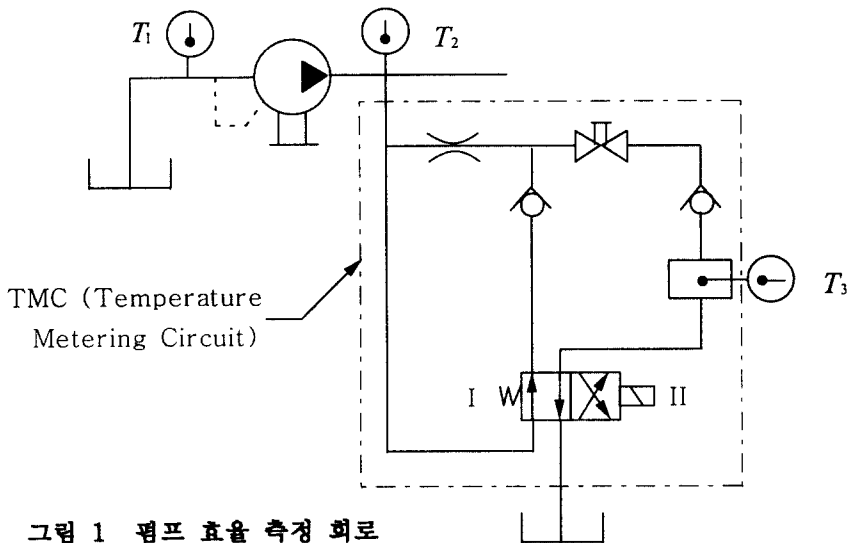 T₁
T₂
TMC (Temperature
Metering Circuit)
T₃
I
II
그림 1 펌프 효율 측정 회로